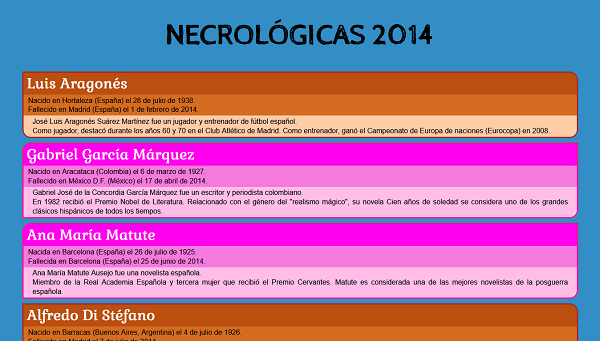 NECROLÓGICAS 2014
Luis Aragonés
Nacido en Hortaleza (España) el 28 de julio de 1938.
Fallecido en Madrid (España) el 1 de febrero de 2014.
José Luis Aragonés Suárez Martínez fue un jugador y entrenador de fútbol español.
Como jugador, destacó durante los años 60 y 70 en el Club Atlético de Madrid. Como entrenador, ganó el Campeonato de Europa de naciones (Eurocopa) en 2008.
Gabriel García Márquez
Nacido en Aracataca (Colombia) el 6 de marzo de 1927.
Fallecido en México D.F. (México) el 17 de abril de 2014.
Gabriel José de la Concordia García Márquez fue un escritor y periodista colombiano.
En 1982 recibió el Premio Nobel de Literatura. Relacionado con el género del "realismo mágico", su novela Cien años de soledad se considera uno de los grandes
clásicos hispánicos de todos los tiempos.
Ana María Matute
Nacida en Barcelona (España) el 26 de julio de 1925.
Fallecida en Barcelona (España) el 25 de junio de 2014.
Ana María Matute Ausejo fue una novelista española.
Miembro de la Real Academia Española y tercera mujer que recibió el Premio Cervantes. Matute es considerada una de las mejores novelistas de la posguerra
española.
Alfredo Di Stéfano
Nacido en Barracas (Buenos Aires, Argentina) el 4 de julio de 1926.
Fallecido en Madrid el 7 de julio de 2014.